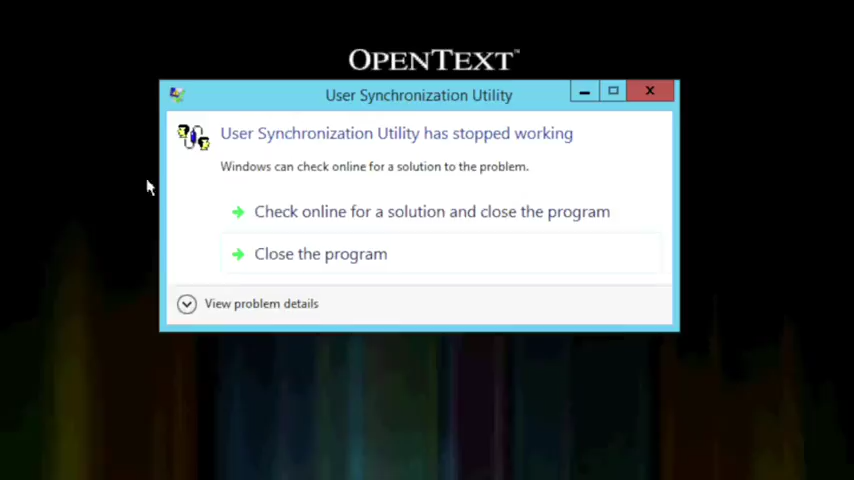 OPENTEXT™
User Synchronization Utility
User Synchronization Utility has stopped working
Windows can check online for a solution to the problem.
Check online for a solution and close the program
Close the program
View problem details